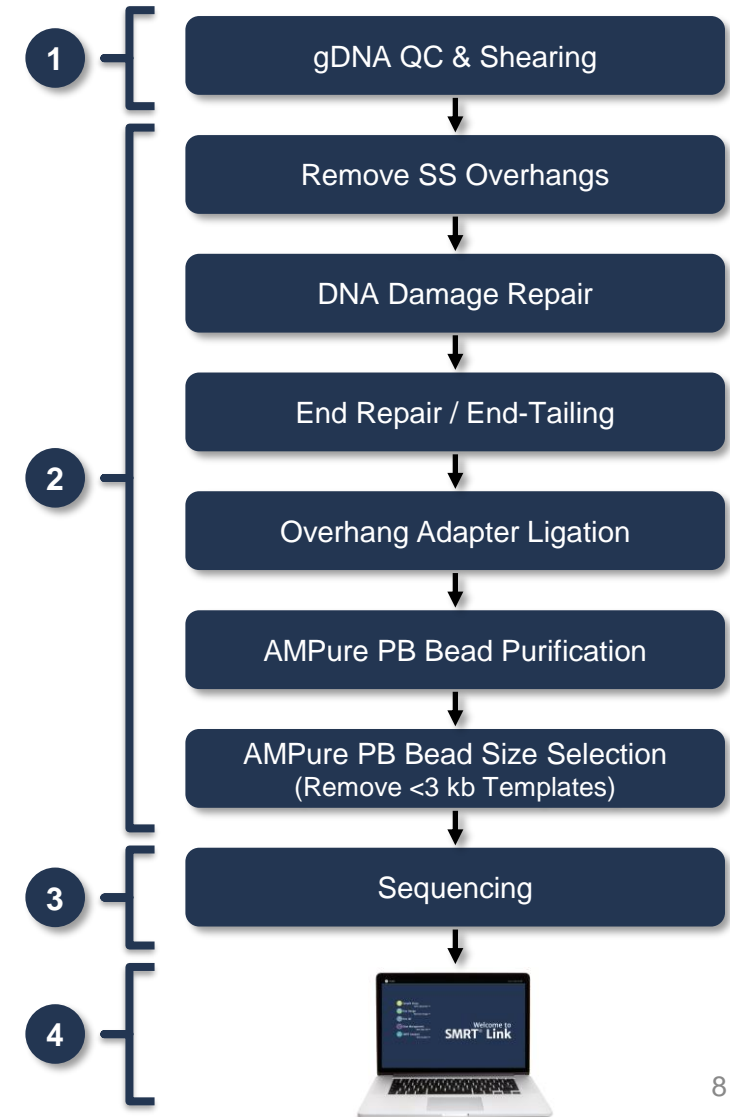 1
gDNA QC & Shearing
2
Remove SS Overhangs
DNA Damage Repair
End Repair / End-Tailing
Overhang Adapter Ligation
AMPure PB Bead Purification
AMPure PB Bead Size Selection
(Remove <3 kb Templates)
3
Sequencing
4
Welcome to
SMRT® Link
8